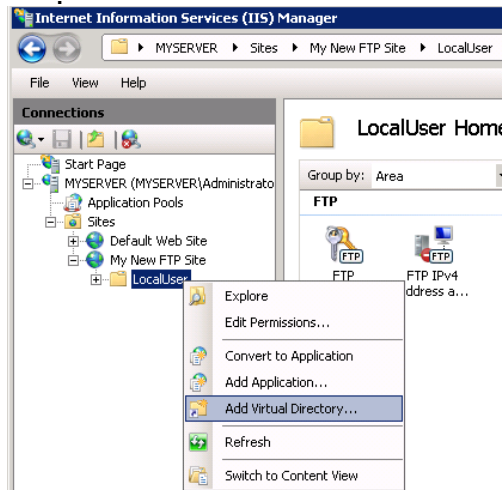 Internet Information Services (IIS) Manager
MYSERVER Sites My New FTP Site LocalUser
File View Help
Connections
Start Page
MYSERVER (MYSERVER\Administrato
Application Pools
Sites
Default Web Site
My New FTP Site
LocalUser
LocalUser Home
Group by: Area
FTP
FTP
FTP
FTP
FTP IPv4
ddress a...
Explore
Edit Permissions...
Convert to Application
Add Application...
Add Virtual Directory...
Refresh
Switch to Content View